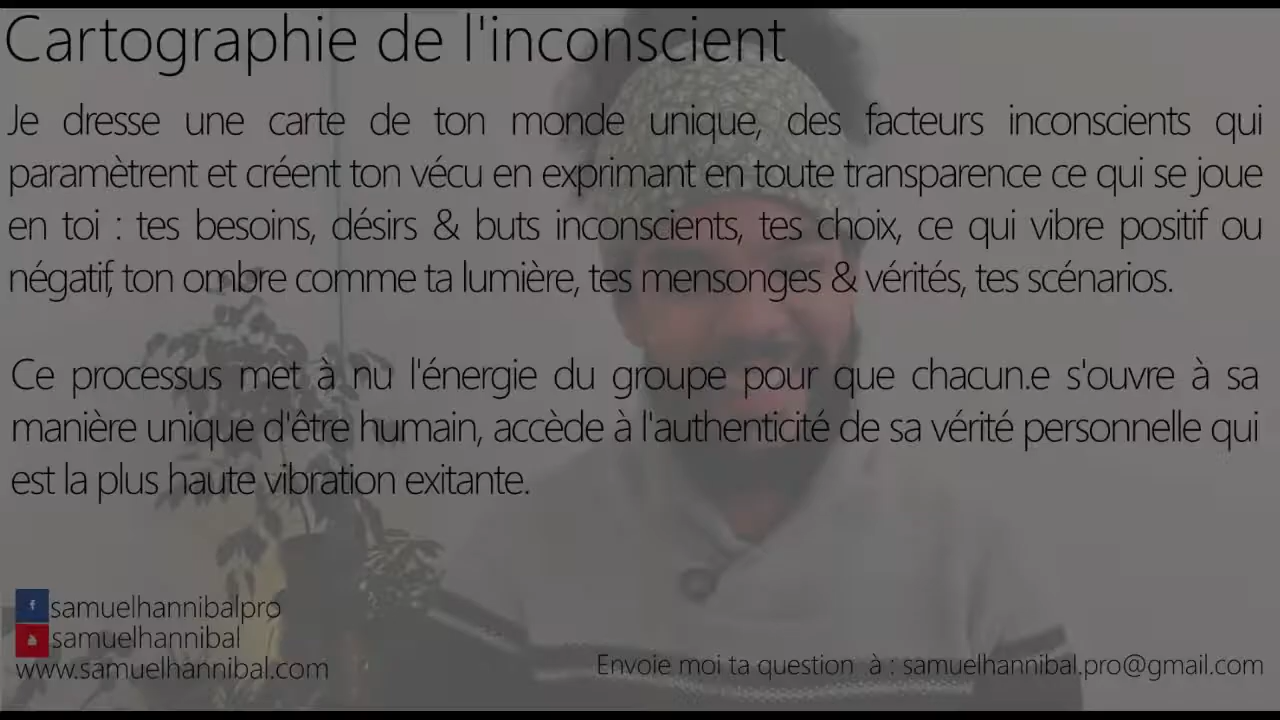 Cartographie de l'inconscient
Je dresse une carte de ton monde unique, des facteurs inconscients qui
paramètrent et créent ton vécu en exprimant en toute transparence ce qui se joue
en toi : tes besoins, désirs & buts inconscients, tes choix, ce qui vibre positif ou
négatif, ton ombre comme ta lumière, tes mensonges & vérités, tes scénarios.
Ce processus met à nu l'énergie du groupe pour que chacun.e s'ouvre à sa
manière unique d'être humain, accède à l'authenticité de sa vérité personnelle qui
est la plus haute vibration exitante.
samuelhannibalpro
samuelhannibal
www.samuelhannibal.com
Envoie moi ta question à : samuelhannibal.pro@gmail.com